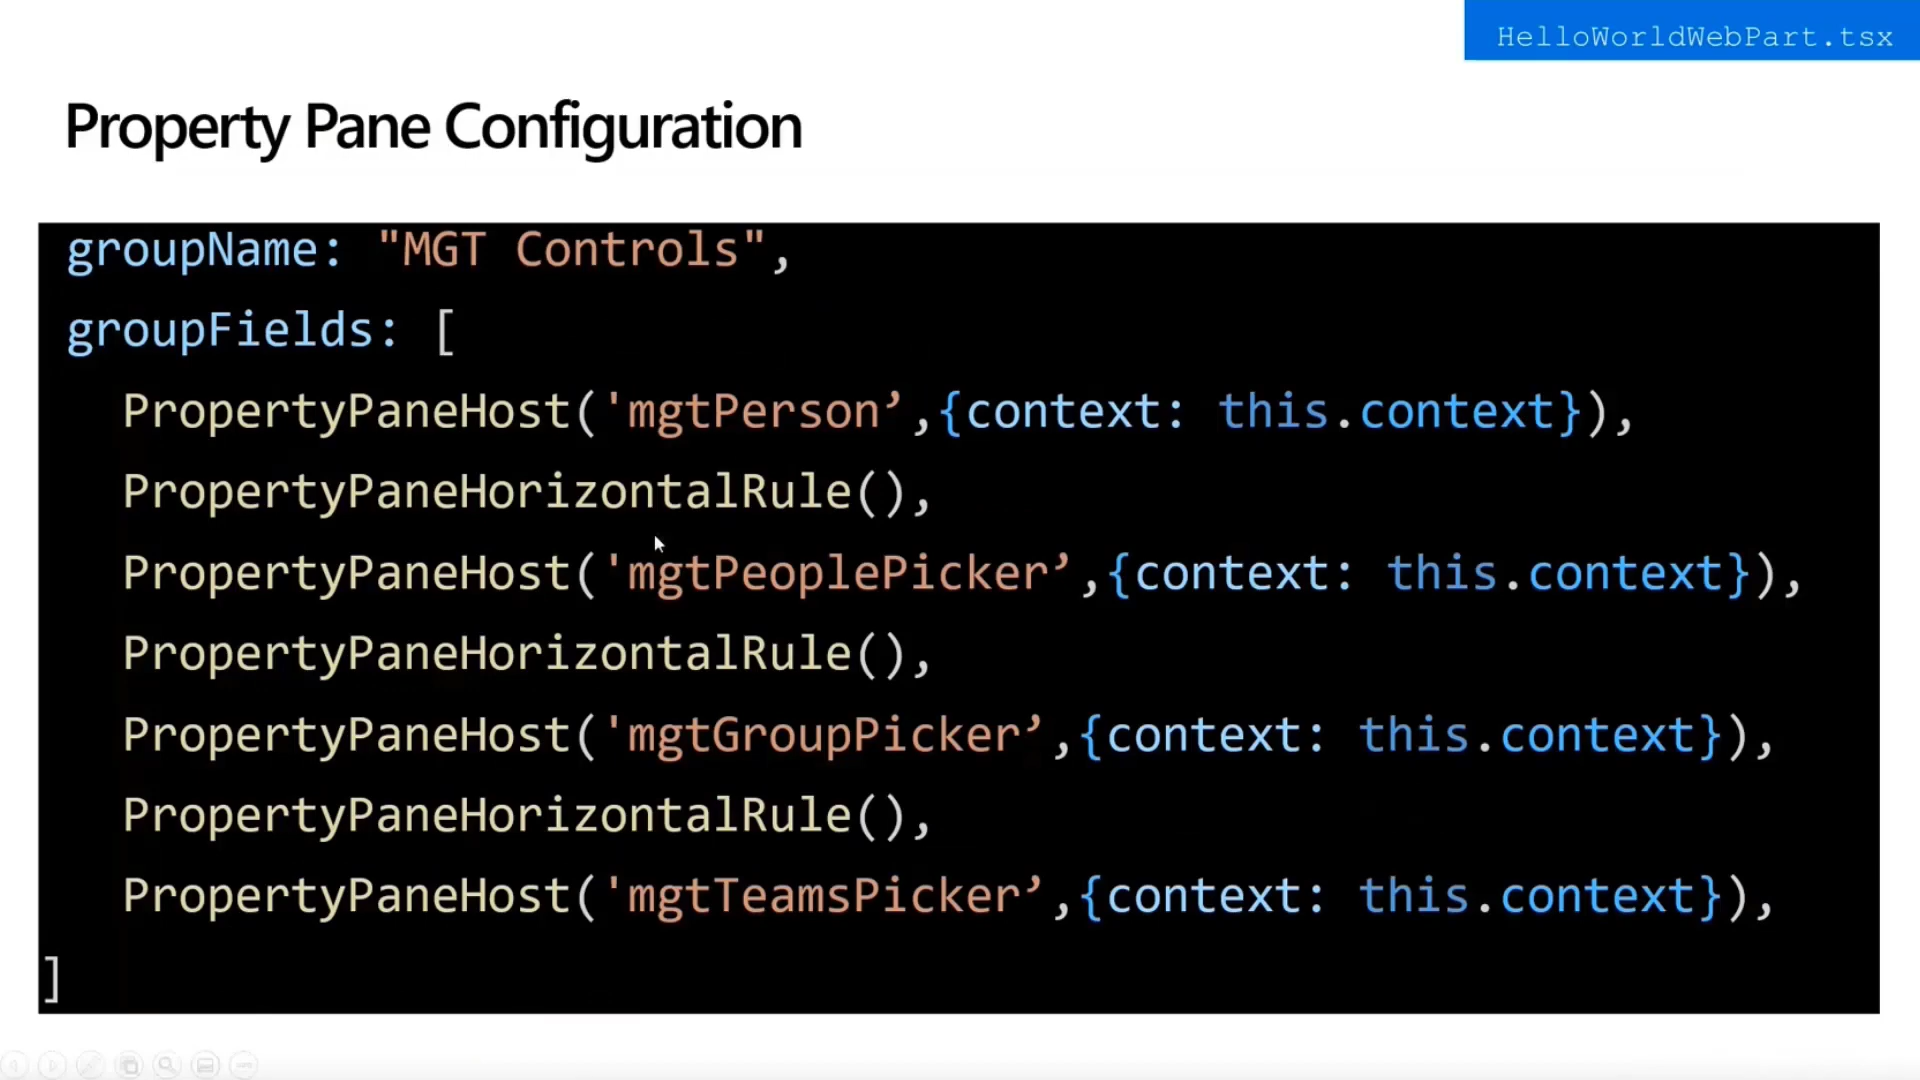 HelloWorldWebPart.tsx
Property Pane Configuration
groupName: "MGT Controls",
groupFields: [
PropertyPaneHost('mgtPerson’,{context: this.context}),
PropertyPaneHorizontalRule(),
PropertyPaneHost('mgtPeoplePicker’,{context: this.context}),
PropertyPaneHorizontalRule(),
PropertyPaneHost('mgtGroupPicker’,{context: this.context}),
PropertyPaneHorizontalRule(),
PropertyPaneHost('mgtTeamsPicker’,{context: this.context}),
]